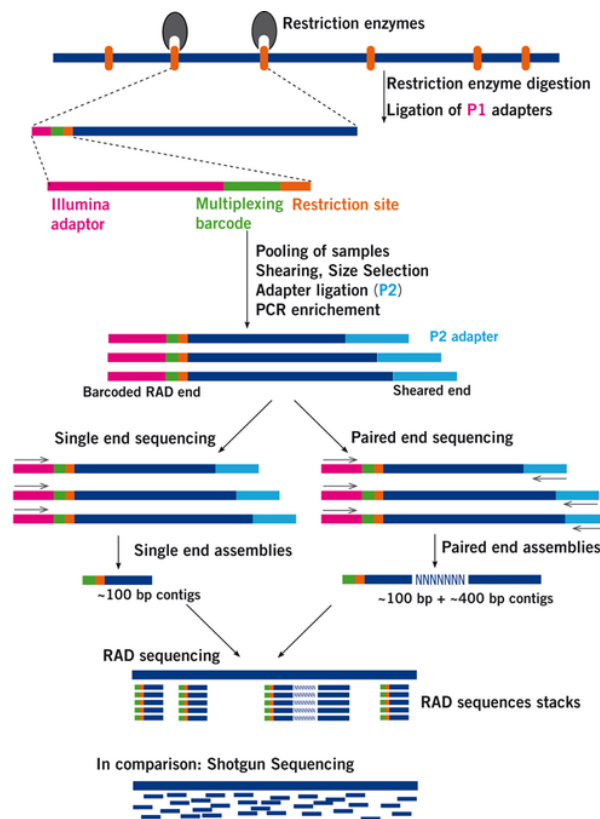 Restriction enzymes
Restriction enzyme digestion
Ligation of P1 adapters
Illumina
adaptor
Multiplexing
barcode
Restriction site
Pooling of samples
Shearing, Size Selection
Adapter ligation (P2)
PCR enrichement
P2 adapter
Barcoded RAD end
Sheared end
Single end sequencing
Paired end sequencing
Single end assemblies
Paired end assemblies
NNNNNNN
~100 bp contigs
~100 bp + ~400 bp contigs
RAD sequencing
RAD sequences stacks
In comparison: Shotgun Sequencing